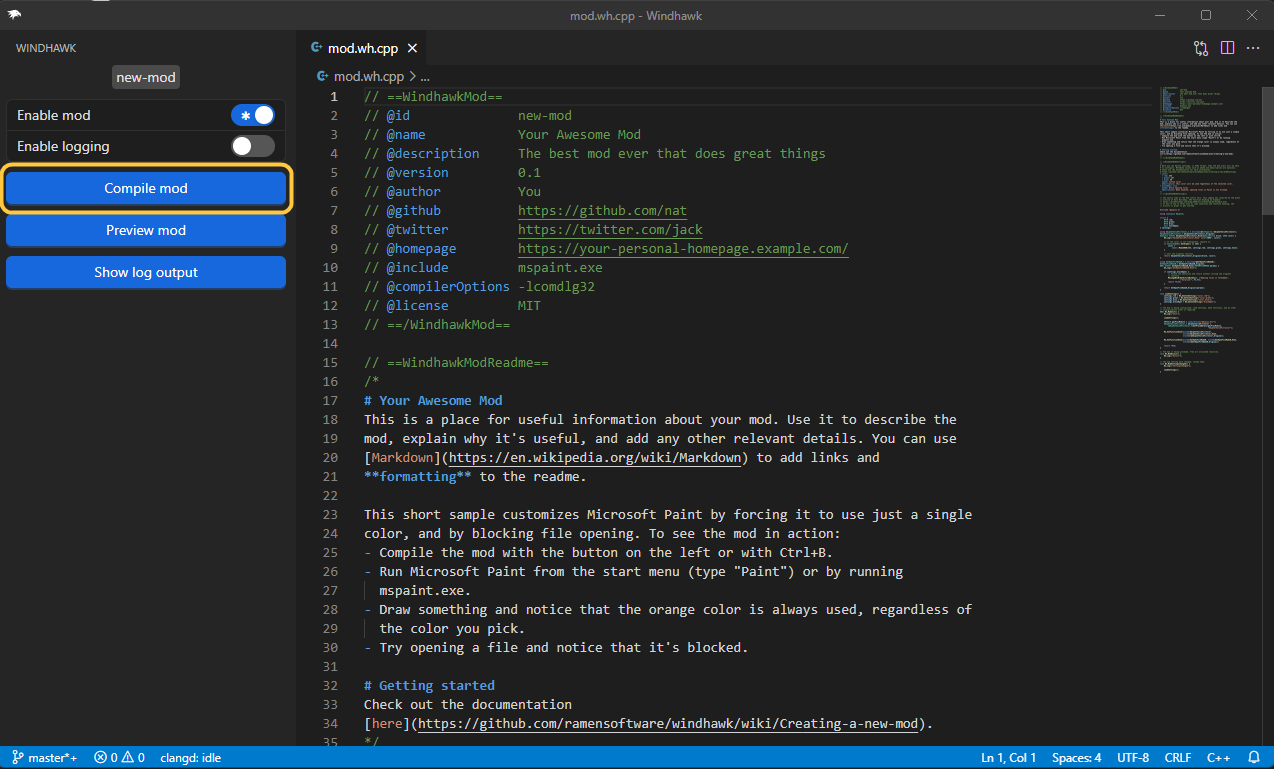 mod.wh.cpp - Windhawk
WINDHAWK
new-mod
Enable mod
Enable logging
Compile mod
Preview mod
Show log output
mod.wh.cpp
mod.wh.cpp > ...
1 // ==WindhawkMod==
2 // @id new-mod
3 // @name Your Awesome Mod
4 // @description The best mod ever that does great things
5 // @version 0.1
6 // @author You
7 // @github https://github.com/nat
8 // @twitter https://twitter.com/jack
9 // @homepage https://your-personal-homepage.example.com/
10 // @include mspaint.exe
11 // @compilerOptions -lcomdlg32
12 // @license MIT
13 // ==/WindhawkMod==
14
15 // ==WindhawkModReadme==
16 /*
17 # Your Awesome Mod
18 This is a place for useful information about your mod. Use it to describe the
19 mod, explain why it's useful, and add any other relevant details. You can use
20 [Markdown](https://en.wikipedia.org/wiki/Markdown) to add links and
21 **formatting** to the readme.
22
23 This short sample customizes Microsoft Paint by forcing it to use just a single
24 color, and by blocking file opening. To see the mod in action:
25 - Compile the mod with the button on the left or with Ctrl+B.
26 - Run Microsoft Paint from the start menu (type "Paint") or by running
27 mspaint.exe.
28 - Draw something and notice that the orange color is always used, regardless of
29 the color you pick.
30 - Try opening a file and notice that it's blocked.
31
32 # Getting started
33 Check out the documentation
34 [here](https://github.com/ramensoftware/windhawk/wiki/Creating-a-new-mod).
35 */
master*+ 0 0 clangd: idle Ln 1, Col 1 Spaces: 4 UTF-8 CRLF C++